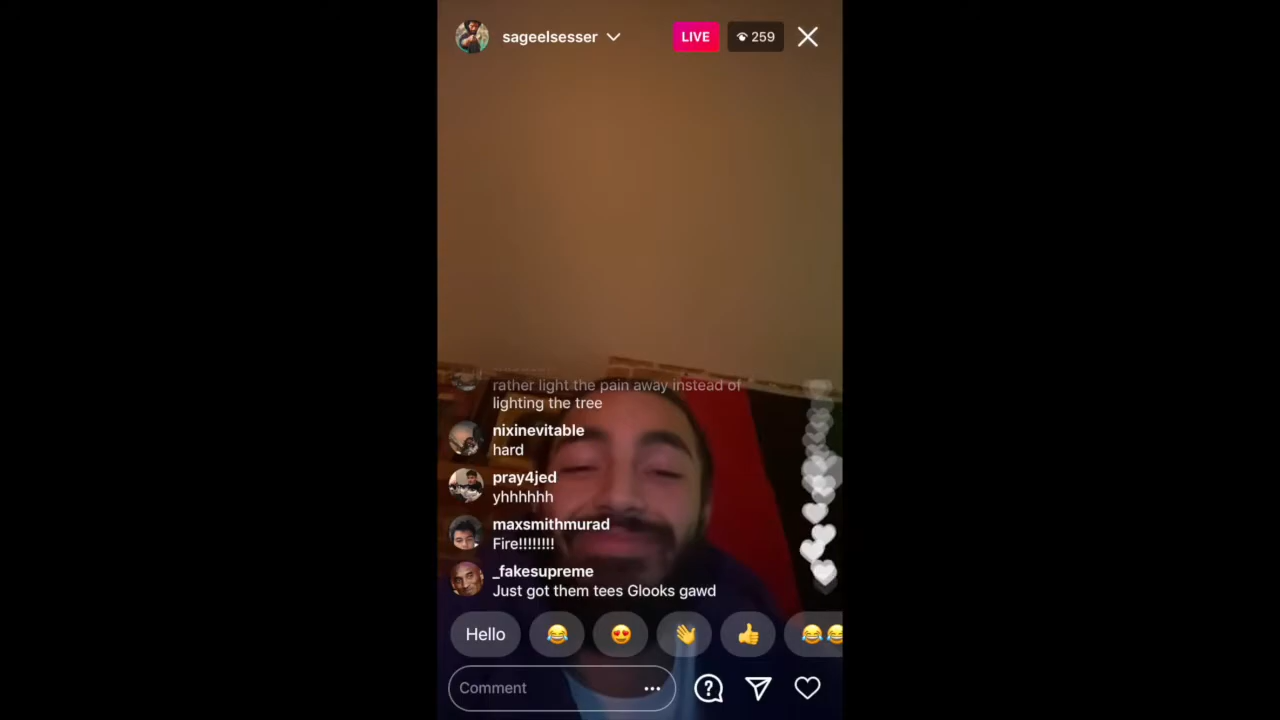 sageelsesser
LIVE
259
rather light the pain away instead of
lighting the tree
nixinevitable
hard
pray4jed
yhhhhhh
maxsmithmurad
Fire!!!!!!!!
_fakesupreme
Just got them tees Glooks gawd
Hello
Comment